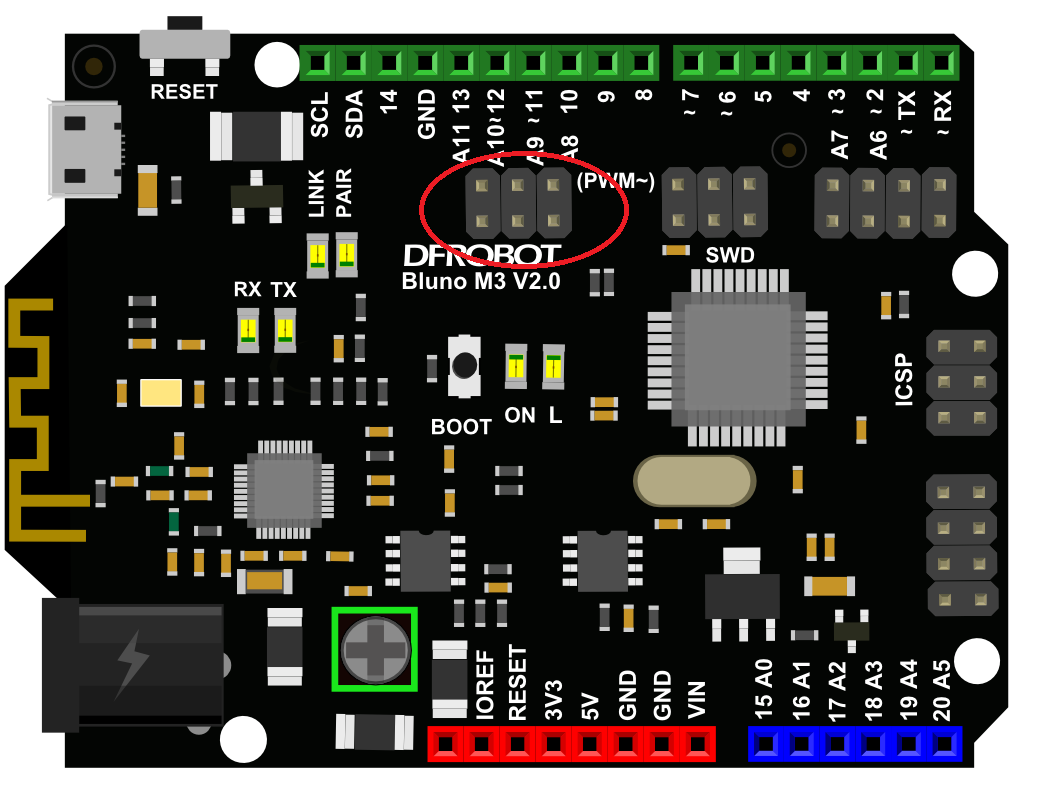 RESET
SCL
SDA
14
GND
A11 13
A10~12
A9 ~11
A8 10
9
8
~ 7
~ 6
5
4
A7 ~ 3
A6 ~ 2
~ TX
~ RX
(PWM~)
LINK
PAIR
SWD
DFROBOT
Bluno M3 V2.0
RX TX
ICSP
BOOT
ON L
IOREF
RESET
3V3
5V
GND
GND
VIN
15 A0
16 A1
17 A2
18 A3
19 A4
20 A5